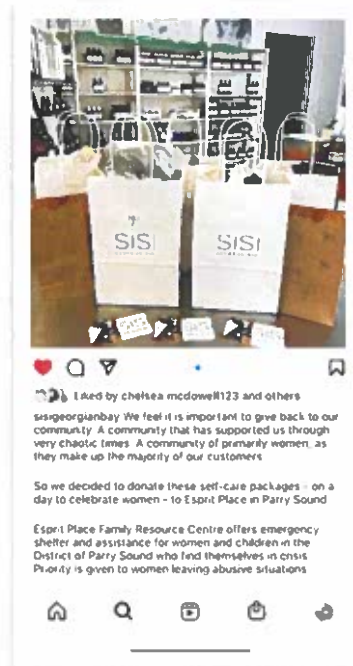 SISI
SISI
Liked by chelsea mcdowell123 and others
sisigeorgianbay We feel it is important to give back to our
community. A community that has supported us through
very chaotic times. A community of primarily women, as
they make up the majority of our customers
So we decided to donate these self-care packages - on a
day to celebrate women - to Esprit Place in Parry Sound
Esprit Place Family Resource Centre offers emergency
shelter and assistance for women and children in the
District of Parry Sound who find themselves in crisis
Priority is given to women leaving abusive situations